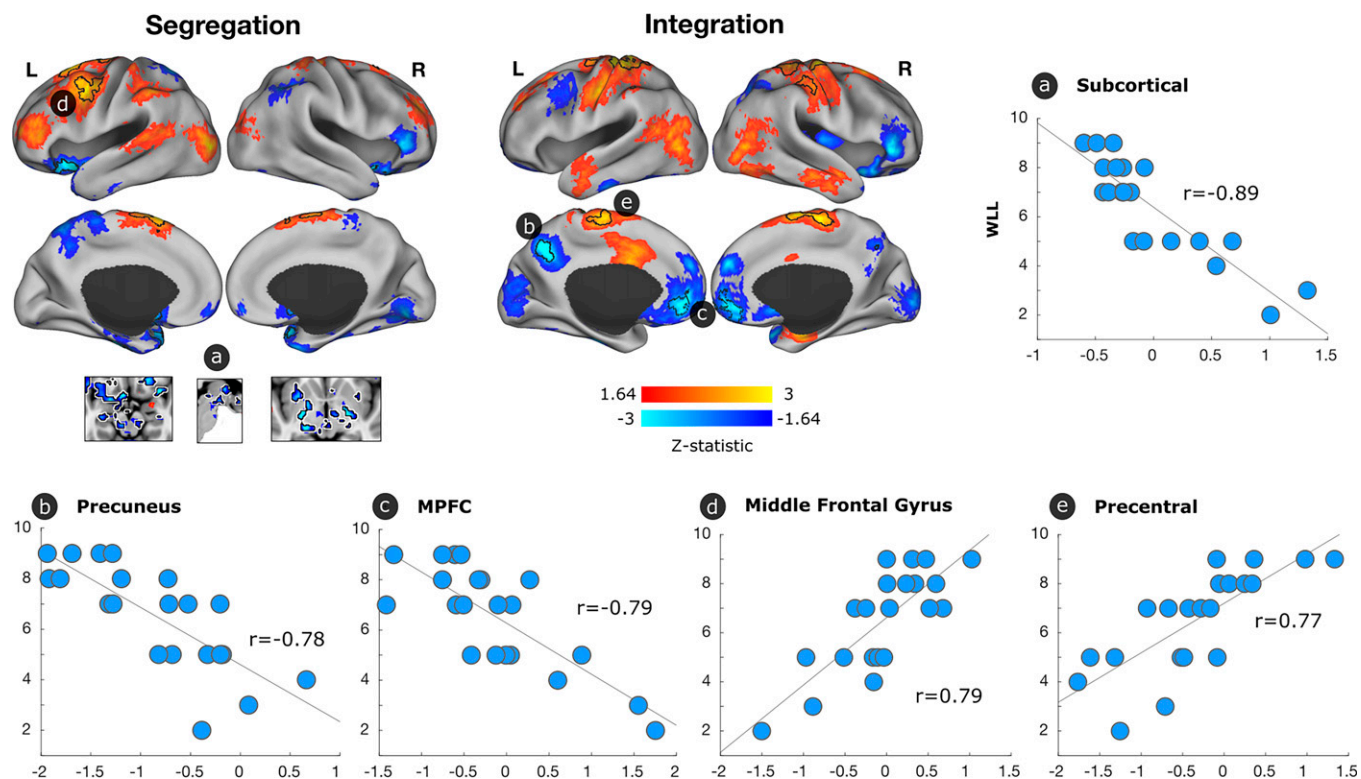 Segregation
Integration
L
R
L
R
a Subcortical
d
e
b
c
a
1.64 3
-3 -1.64
Z-statistic
WLL
10
8
6
4
2
r=-0.89
-1 -0.5 0 0.5 1 1.5
b Precuneus
10
8
6
4
2
r=-0.78
-2 -1.5 -1 -0.5 0 0.5 1
c MPFC
10
8
6
4
2
r=-0.79
-1.5 -1 -0.5 0 0.5 1 1.5 2
d Middle Frontal Gyrus
10
8
6
4
2
r=0.79
-2 -1.5 -1 -0.5 0 0.5 1 1.5
e Precentral
10
8
6
4
2
r=0.77
-2 -1.5 -1 -0.5 0 0.5 1 1.5